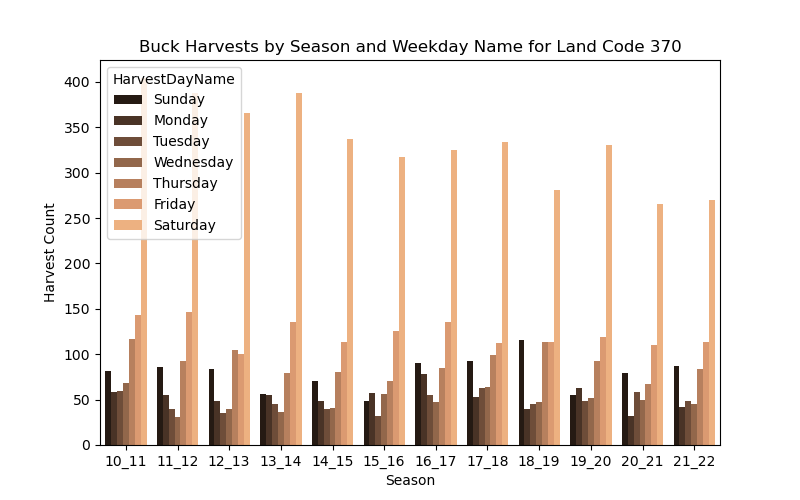 Buck Harvests by Season and Weekday Name for Land Code 370
HarvestDayName
Sunday
Monday
Tuesday
Wednesday
Thursday
Friday
Saturday
Harvest Count
400
350
300
250
200
150
100
50
0
10_11 11_12 12_13 13_14 14_15 15_16 16_17 17_18 18_19 19_20 20_21 21_22
Season